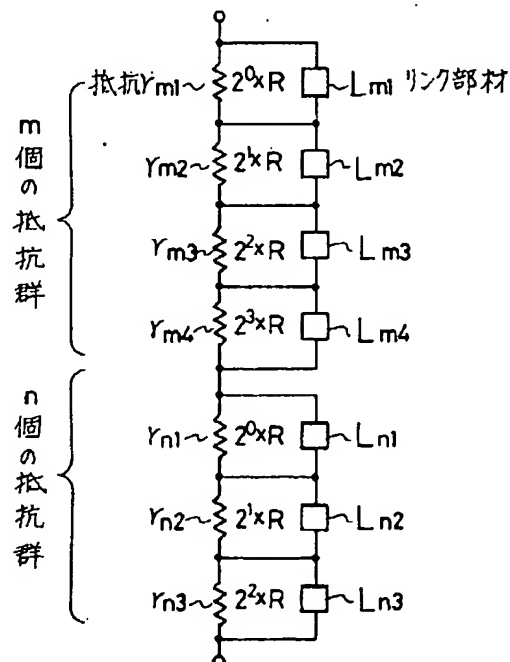 抵抗rm1 2⁰×R Lm1 リンク部材
rm2 2¹×R Lm2
rm3 2²×R Lm3
rm4 2³×R Lm4
m個の抵抗群
rn1 2⁰×R Ln1
rn2 2¹×R Ln2
rn3 2²×R Ln3
n個の抵抗群